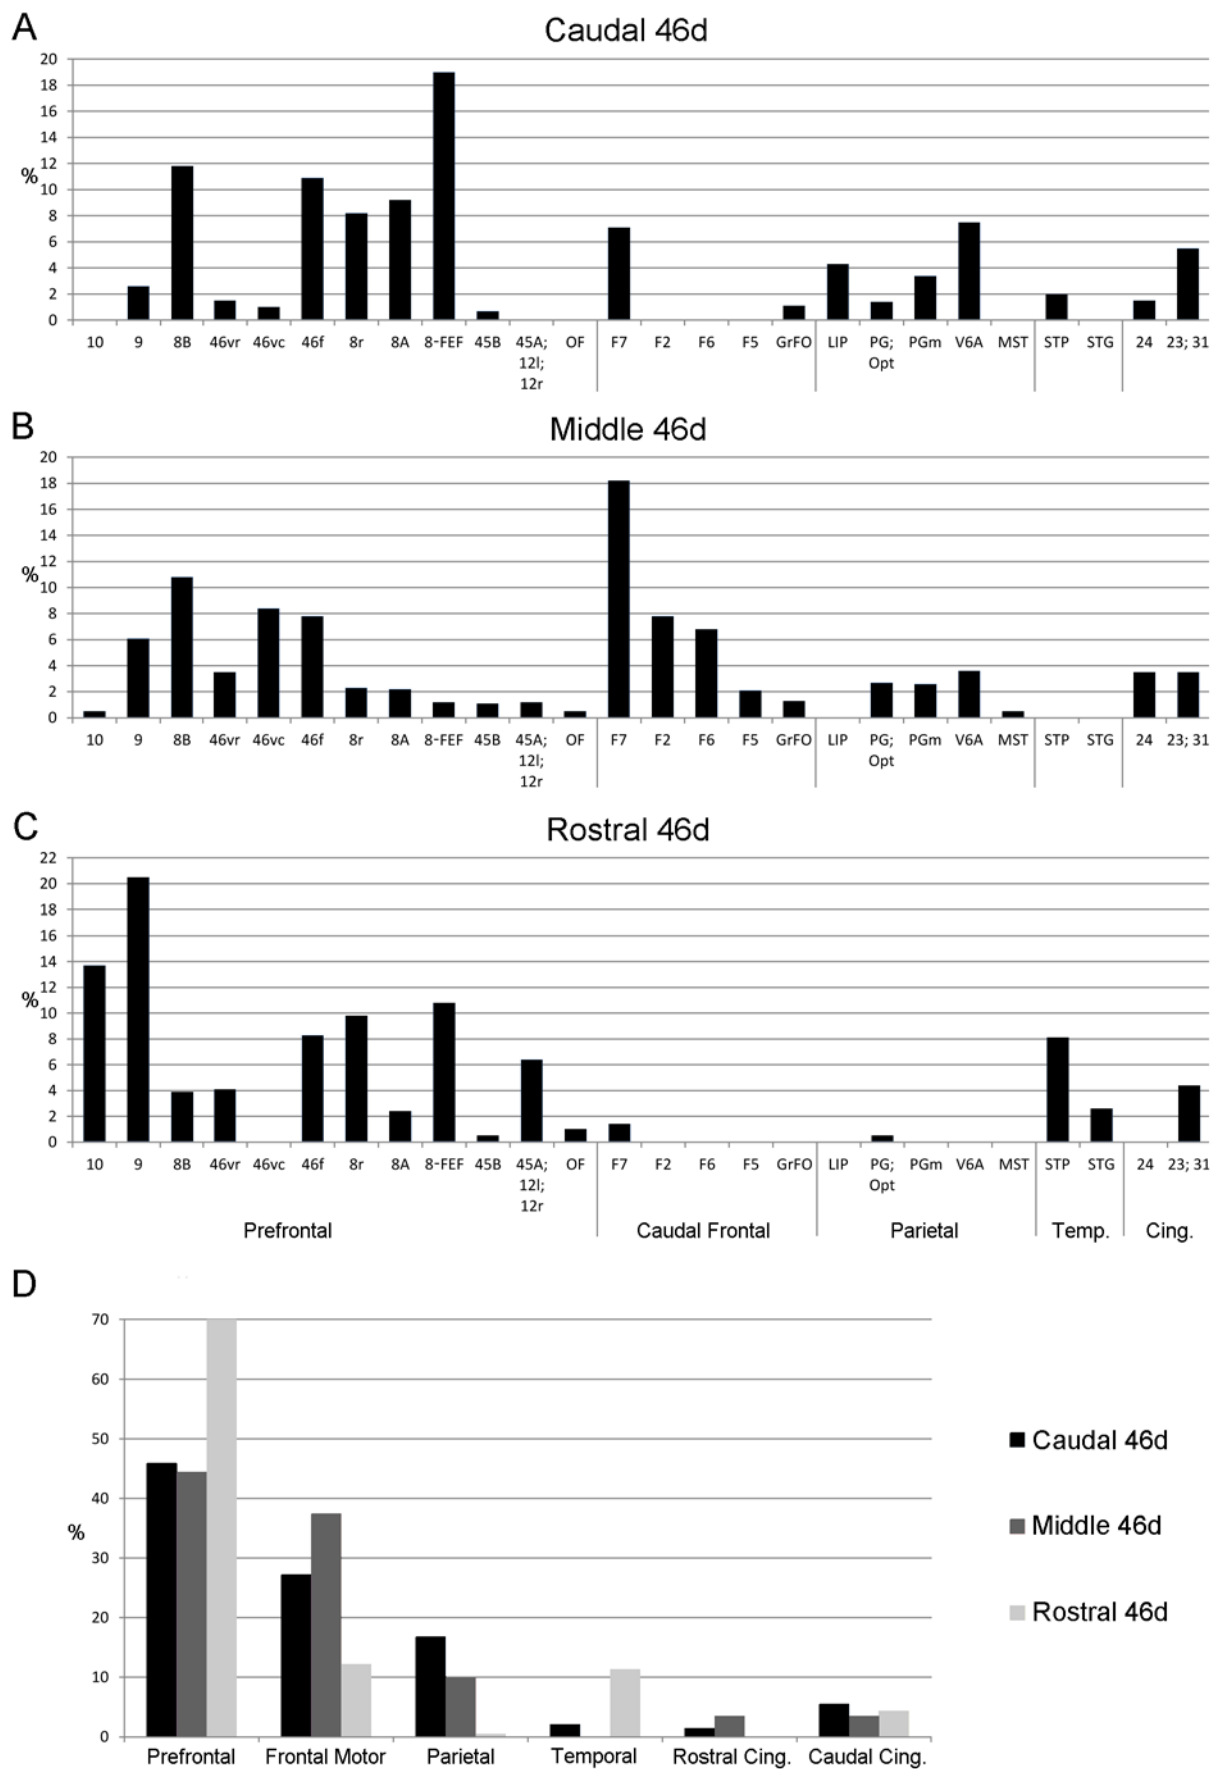 A
Caudal 46d
20
18
16
14
12
%
10
8
6
4
2
0
10 9 8B 46vr 46vc 46f 8r 8A 8-FEF 45B 45A; OF F7 F2 F6 F5 GrFO LIP PG; PGm V6A MST STP STG 24 23; 31
12l; Opt
12r
B
Middle 46d
20
18
16
14
12
%
10
8
6
4
2
0
10 9 8B 46vr 46vc 46f 8r 8A 8-FEF 45B 45A; OF F7 F2 F6 F5 GrFO LIP PG; PGm V6A MST STP STG 24 23; 31
12l; Opt
12r
C
Rostral 46d
22
20
18
16
14
12
%
10
8
6
4
2
0
10 9 8B 46vr 46vc 46f 8r 8A 8-FEF 45B 45A; OF F7 F2 F6 F5 GrFO LIP PG; PGm V6A MST STP STG 24 23; 31
12l; Opt
12r
Prefrontal Caudal Frontal Parietal Temp. Cing.
D
70
60
50
40
%
30
20
10
0
Prefrontal Frontal Motor Parietal Temporal Rostral Cing. Caudal Cing.
Caudal 46d
Middle 46d
Rostral 46d